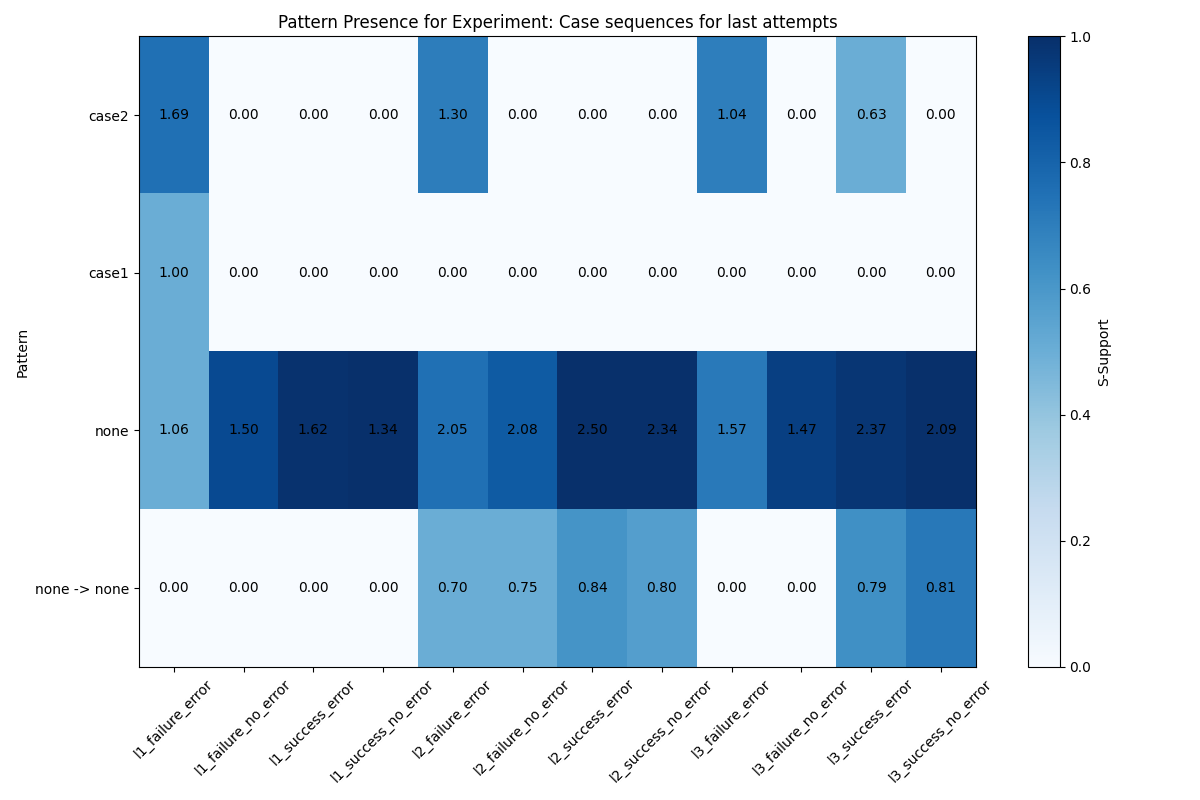 Pattern Presence for Experiment: Case sequences for last attempts
Pattern
case2
1.69 0.00 0.00 0.00 1.30 0.00 0.00 0.00 1.04 0.00 0.63 0.00
case1
1.00 0.00 0.00 0.00 0.00 0.00 0.00 0.00 0.00 0.00 0.00 0.00
none
1.06 1.50 1.62 1.34 2.05 2.08 2.50 2.34 1.57 1.47 2.37 2.09
none -> none
0.00 0.00 0.00 0.00 0.70 0.75 0.84 0.80 0.00 0.00 0.79 0.81
l1_failure_error
l1_failure_no_error
l1_success_error
l1_success_no_error
l2_failure_error
l2_failure_no_error
l2_success_error
l2_success_no_error
l3_failure_error
l3_failure_no_error
l3_success_error
l3_success_no_error
1.0
0.8
0.6
0.4
0.2
0.0
S-Support